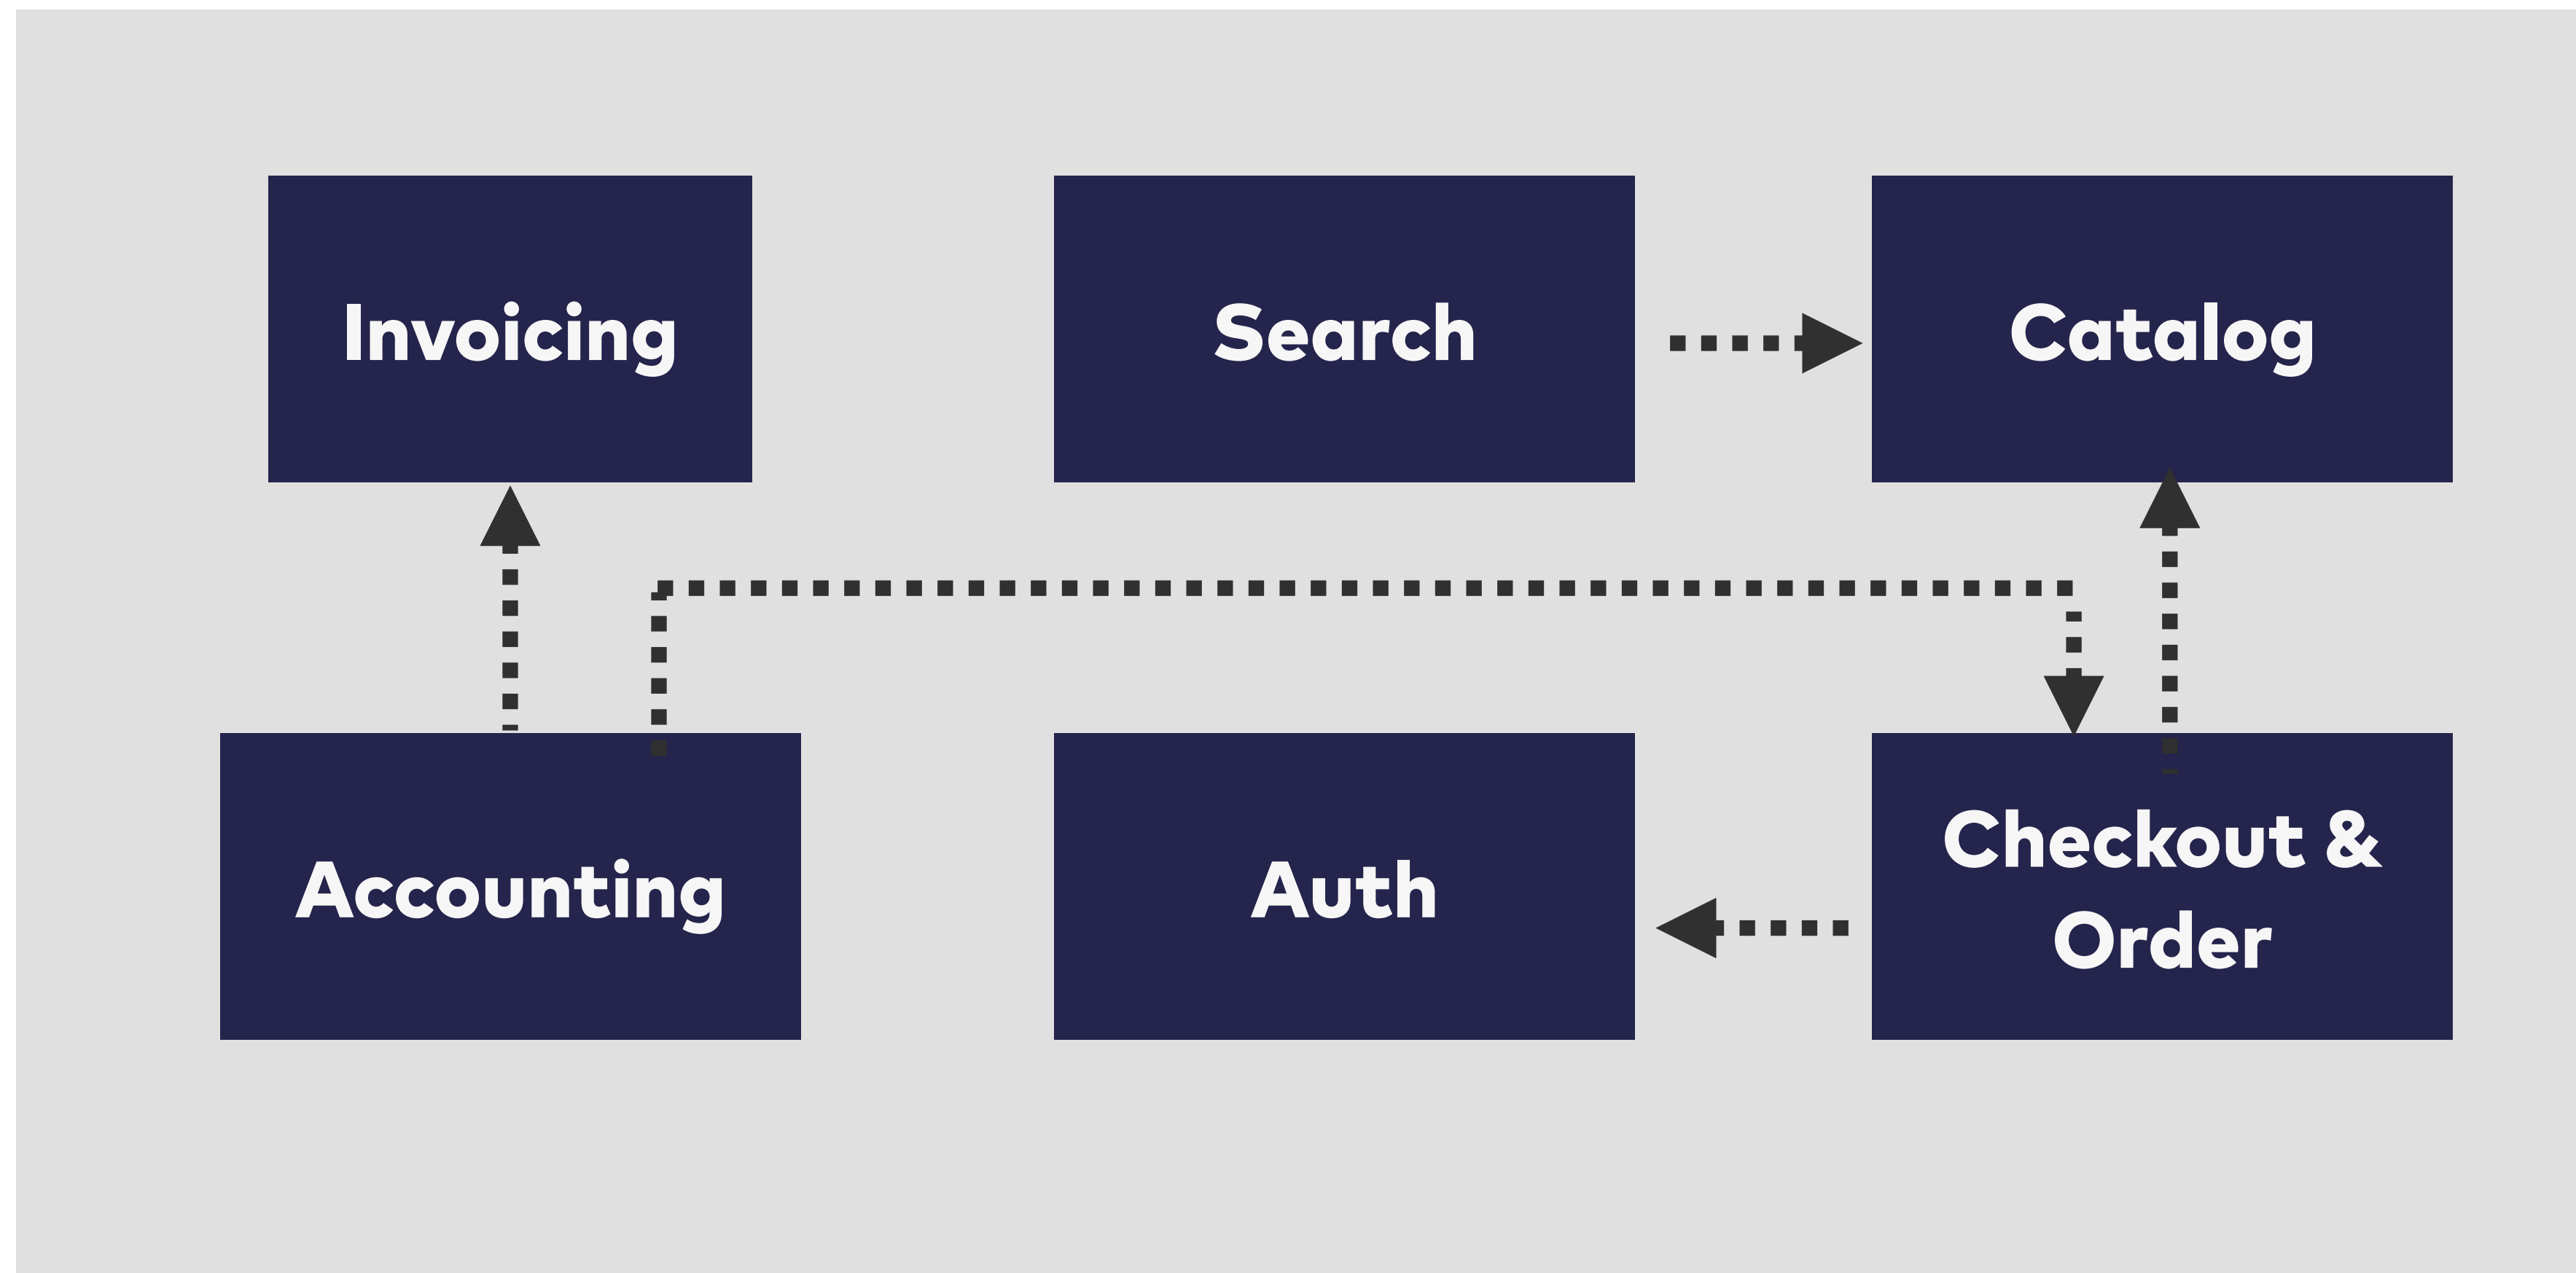 Invoicing
Search
Catalog
Accounting
Auth
Checkout &
Order